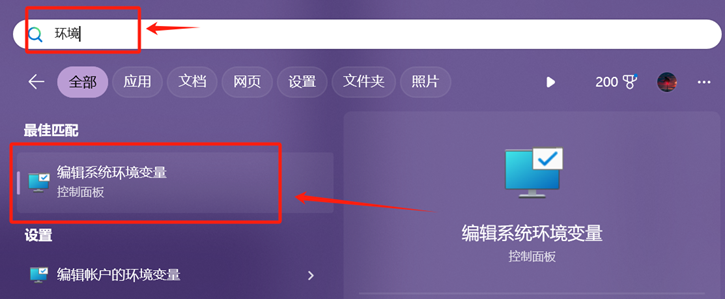 环境
全部 应用 文档 网页 设置 文件夹 照片 200
最佳匹配
编辑系统环境变量
控制面板
设置
编辑帐户的环境变量
编辑系统环境变量
控制面板